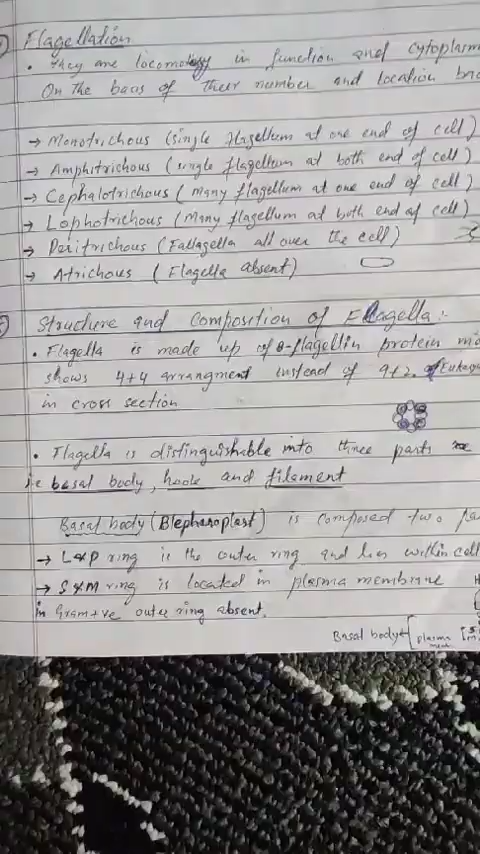 Flagellation
• They are locomotory in function and cytoplasm
On the basis of their number and location
→ Monotrichous (single flagellum at one end of cell)
→ Amphitrichous (single flagellum at both end of cell)
→ Cephalotrichous (many flagellum at one end of cell)
→ Lophotrichous (many flagellum at both end of cell)
→ Peritrichous (Fallagella all over the cell)
→ Atrichous (Flagella absent)
Structure and Composition of Flagella:-
• Flagella is made up of flagellin protein
shows 4+4 arrangment instead of 9+2 of
in cross section
• Flagella is distinguishable into three parts
ie basal body, hook and filament
Basal body (Blephanoplast) is composed two
→ L&P ring is the outer ring and lies within cell
→ S&M ring is located in plasma membrane
in Gram+ve outer ring absent.
Basal body plasma